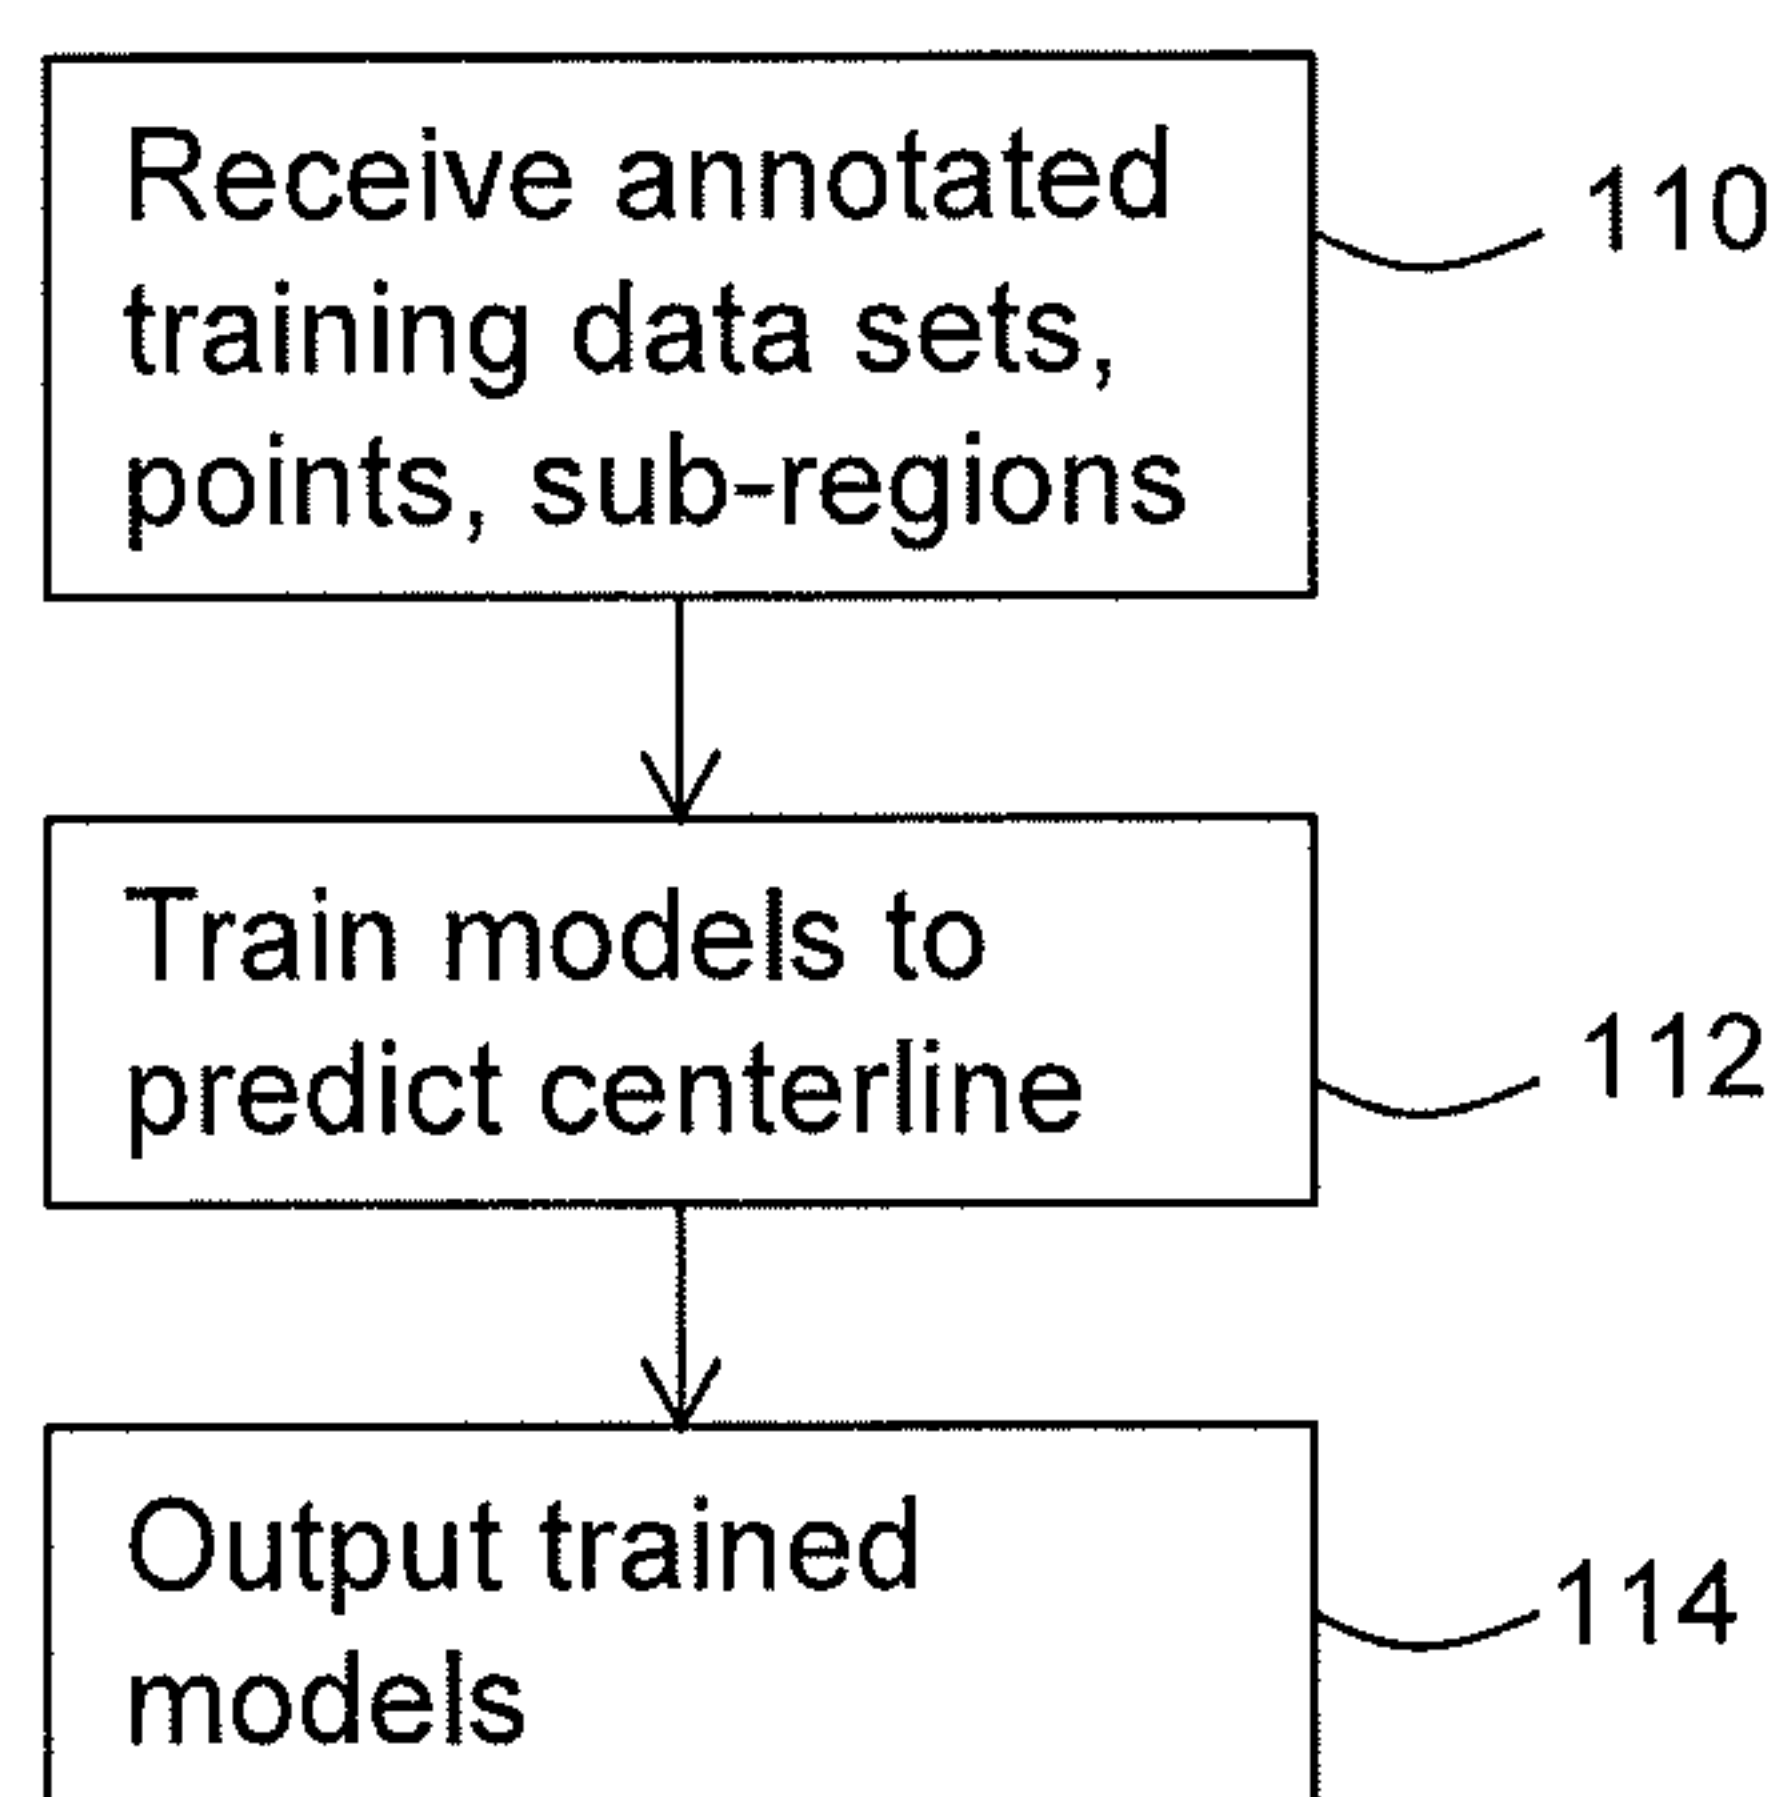 Receive annotated
training data sets,
points, sub-regions
110
Train models to
predict centerline
112
Output trained
models
114